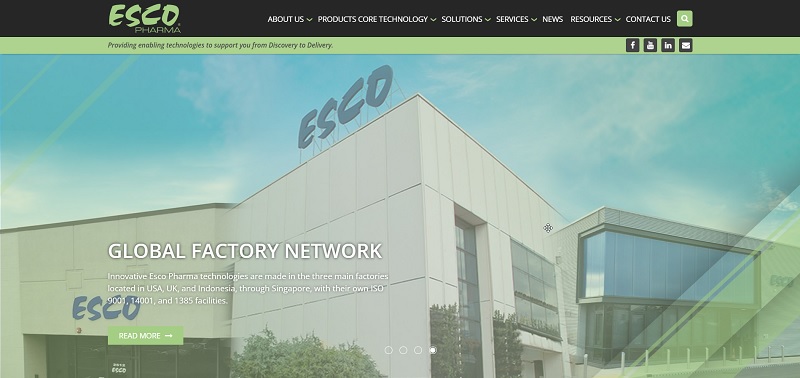 ESCO
PHARMA
ABOUT US PRODUCTS CORE TECHNOLOGY SOLUTIONS SERVICES NEWS RESOURCES CONTACT US
Providing enabling technologies to support you from Discovery to Delivery.
ESCO
GLOBAL FACTORY NETWORK
Innovative Esco Pharma technologies are made in the three main factories
located in USA, UK, and Indonesia, through Singapore, with their own ISO
9001, 14001, and 1385 facilities.
ESCO
READ MORE
ESCO